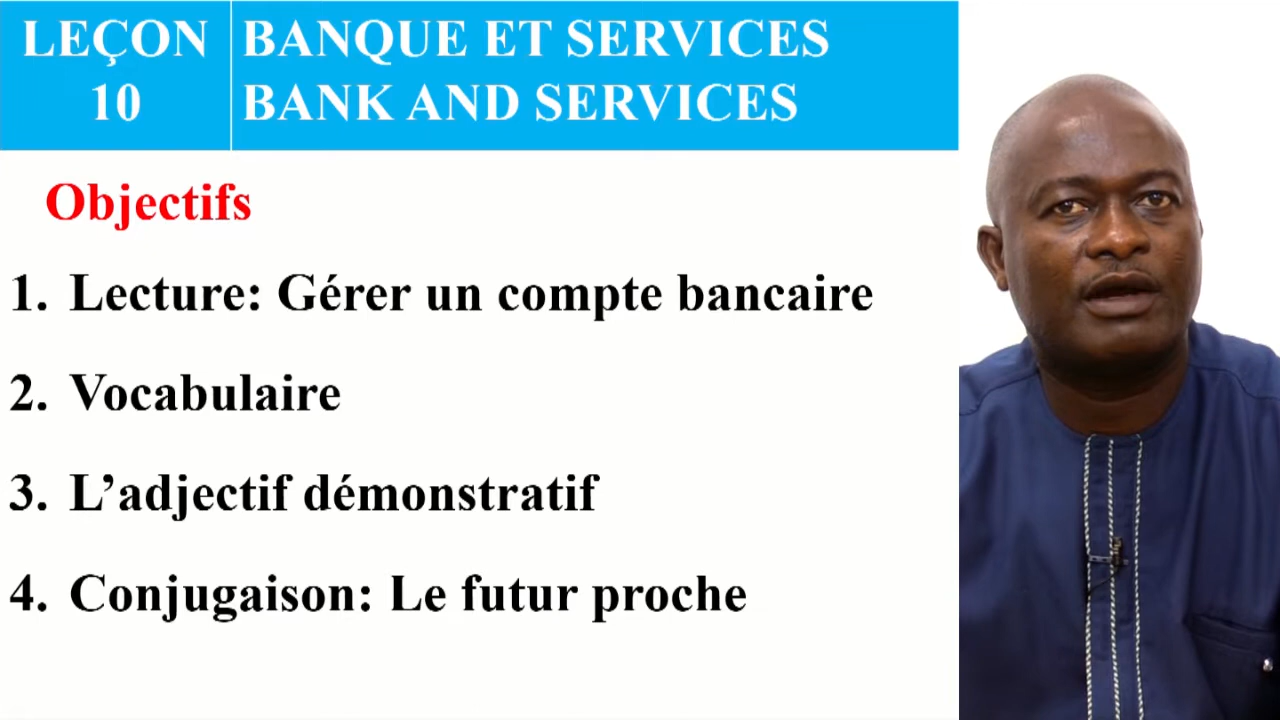 LEÇON
10
BANQUE ET SERVICES
BANK AND SERVICES
Objectifs
1. Lecture: Gérer un compte bancaire
2. Vocabulaire
3. L’adjectif démonstratif
4. Conjugaison: Le futur proche